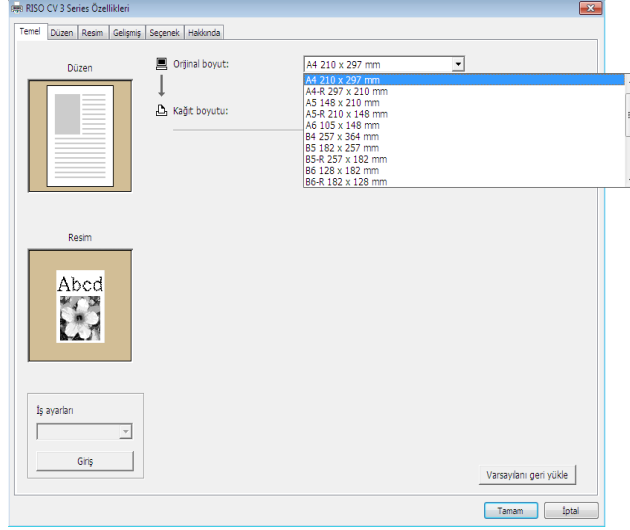 RISO CV 3 Series Özellikleri
Temel Düzen Resim Gelişmiş Seçenek Hakkında
Düzen
Orjinal boyut:
A4 210 x 297 mm
Kağıt boyutu:
A4 210 x 297 mm
A4-R 297 x 210 mm
A5 148 x 210 mm
A5-R 210 x 148 mm
A6 105 x 148 mm
B4 257 x 364 mm
B5 182 x 257 mm
B5-R 257 x 182 mm
B6 128 x 182 mm
B6-R 182 x 128 mm
Resim
Abcd
İş ayarları
Giriş
Varsayılanı geri yükle
Tamam İptal